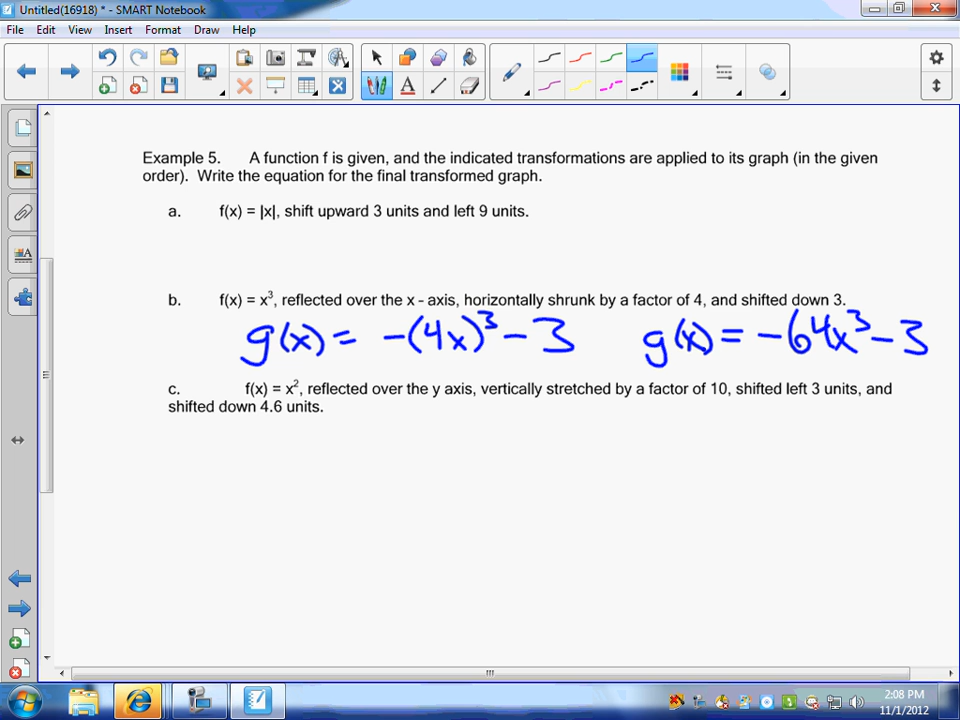 Untitled(16918) * - SMART Notebook
File Edit View Insert Format Draw Help
Example 5. A function f is given, and the indicated transformations are applied to its graph (in the given
order). Write the equation for the final transformed graph.
a. f(x) = |x|, shift upward 3 units and left 9 units.
b. f(x) = x³, reflected over the x - axis, horizontally shrunk by a factor of 4, and shifted down 3.
g(x) = -(4x)³ - 3 g(x) = -64x³ - 3
c. f(x) = x², reflected over the y axis, vertically stretched by a factor of 10, shifted left 3 units, and
shifted down 4.6 units.
2:08 PM
11/1/2012